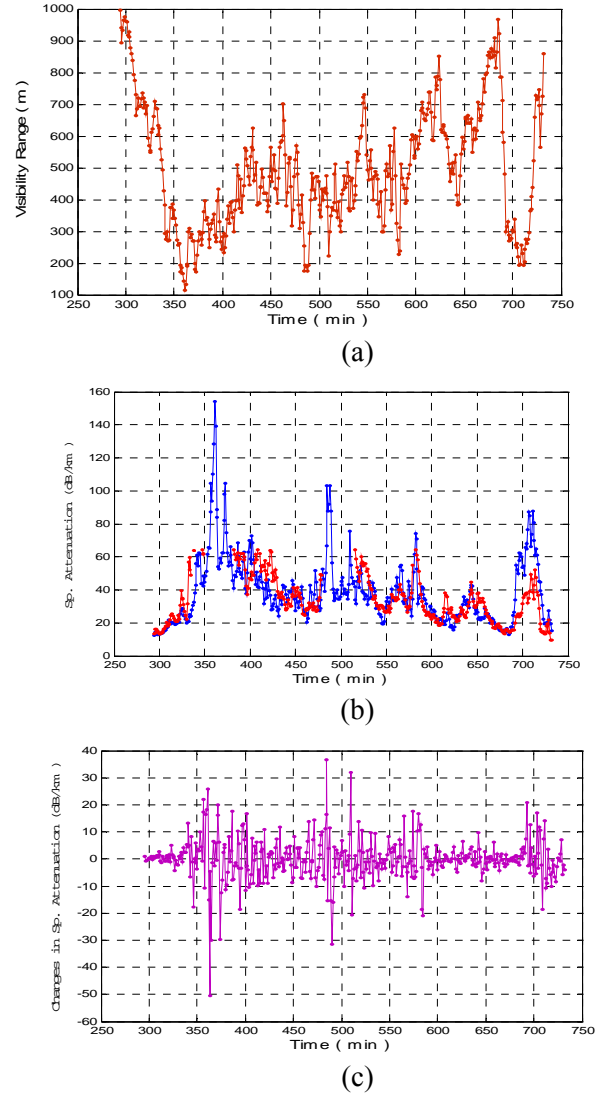 1000
900
800
700
600
500
400
300
200
100
Visibility Range ( m )
250 300 350 400 450 500 550 600 650 700 750
Time ( min )
(a)
160
140
120
100
80
60
40
20
0
Sp. Attenuation (dB/km )
250 300 350 400 450 500 550 600 650 700 750
Time ( min )
(b)
40
30
20
10
0
-10
-20
-30
-40
-50
-60
Changes in Sp. Attenuation (dB/km )
250 300 350 400 450 500 550 600 650 700 750
Time ( min )
(c)